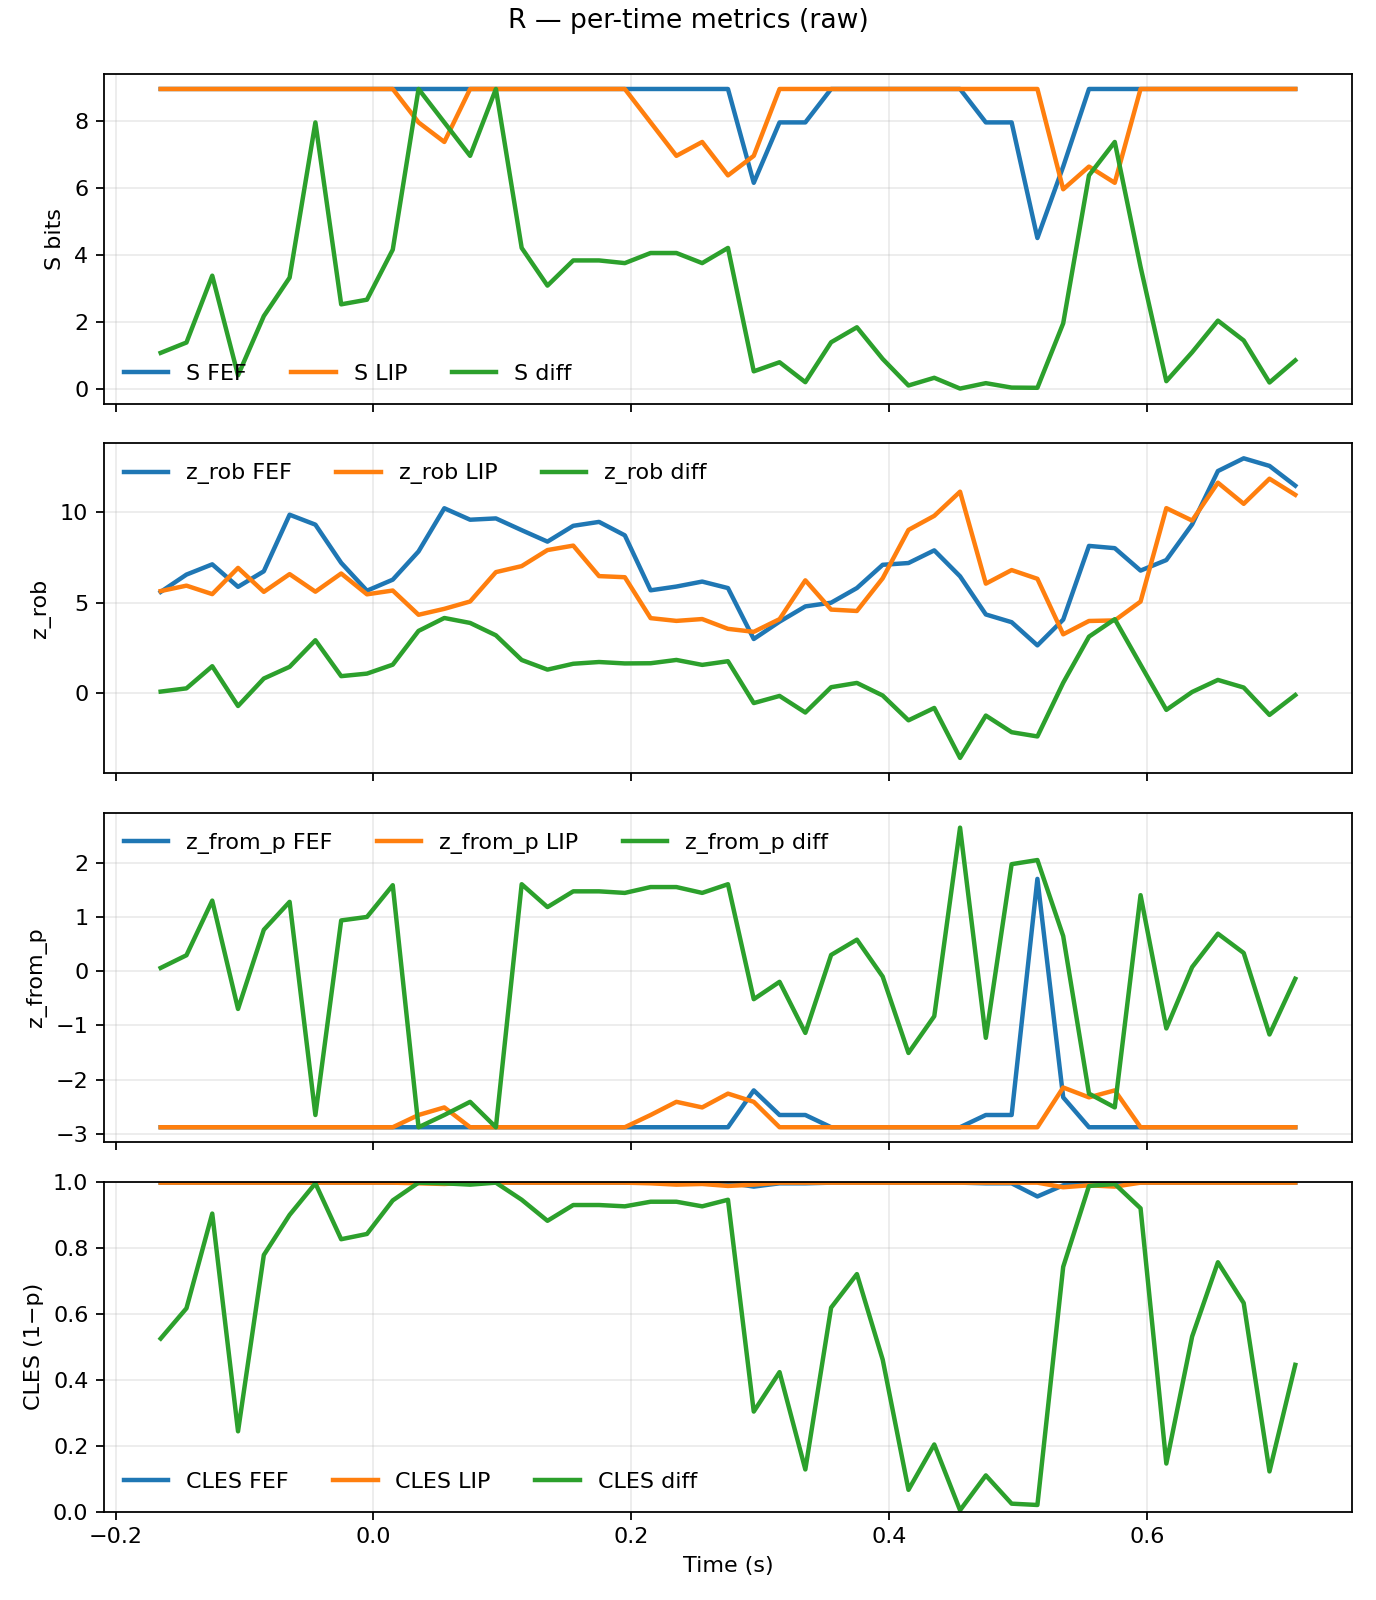 R — per-time metrics (raw)
8
6
4
2
0
S bits
S FEF S LIP S diff
z_rob FEF z_rob LIP z_rob diff
10
5
0
z_rob
z_from_p FEF z_from_p LIP z_from_p diff
2
1
0
−1
−2
−3
z_from_p
1.0
0.8
0.6
0.4
0.2
0.0
CLES (1−p)
CLES FEF CLES LIP CLES diff
−0.2 0.0 0.2 0.4 0.6
Time (s)